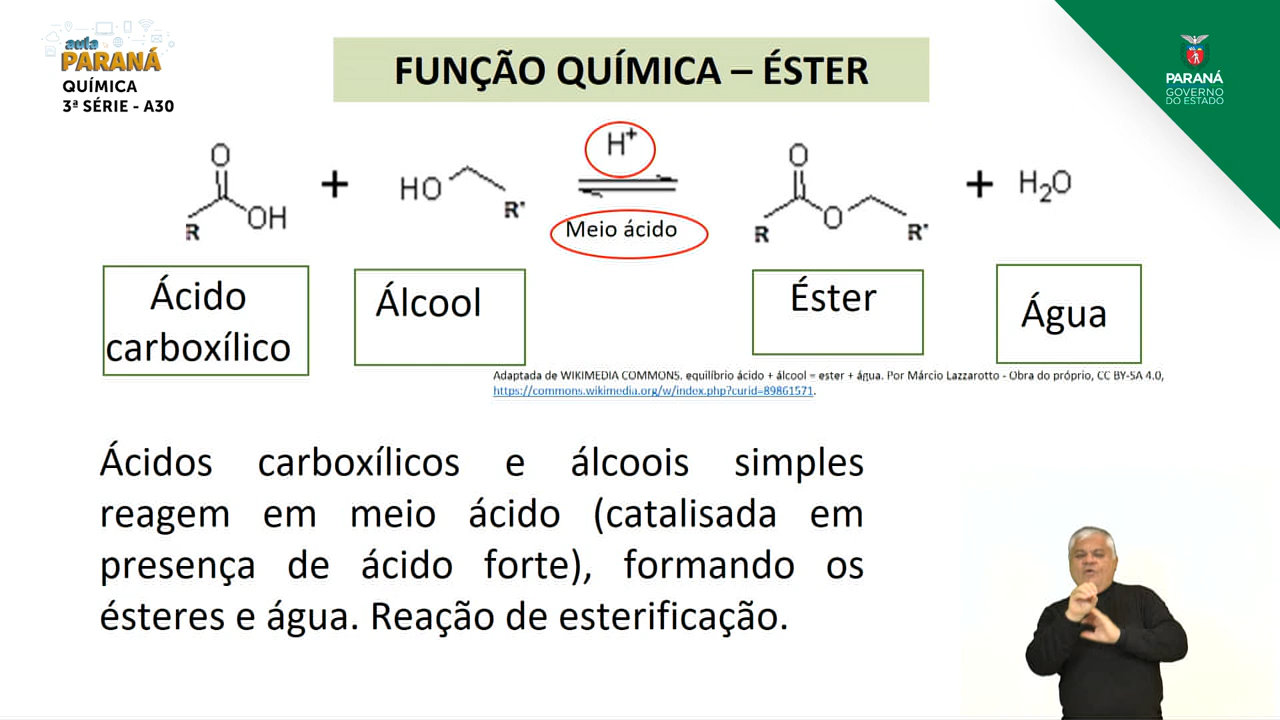 aula
PARANÁ
QUÍMICA
3ª SÉRIE - A30
FUNÇÃO QUÍMICA – ÉSTER
PARANÁ
GOVERNO
DO ESTADO
O
OH
R
+
HO
R'
H⁺
Meio ácido
O
O
R
R'
+
H₂O
Ácido
carboxílico
Álcool
Éster
Água
Adaptada de WIKIMEDIA COMMONS. equilíbrio ácido + álcool = ester + água. Por Márcio Lazzarotto - Obra do próprio, CC BY-SA 4.0,
https://commons.wikimedia.org/w/index.php?curid=89861571.
Ácidos carboxílicos e álcoois simples
reagem em meio ácido (catalisada em
presença de ácido forte), formando os
ésteres e água. Reação de esterificação.